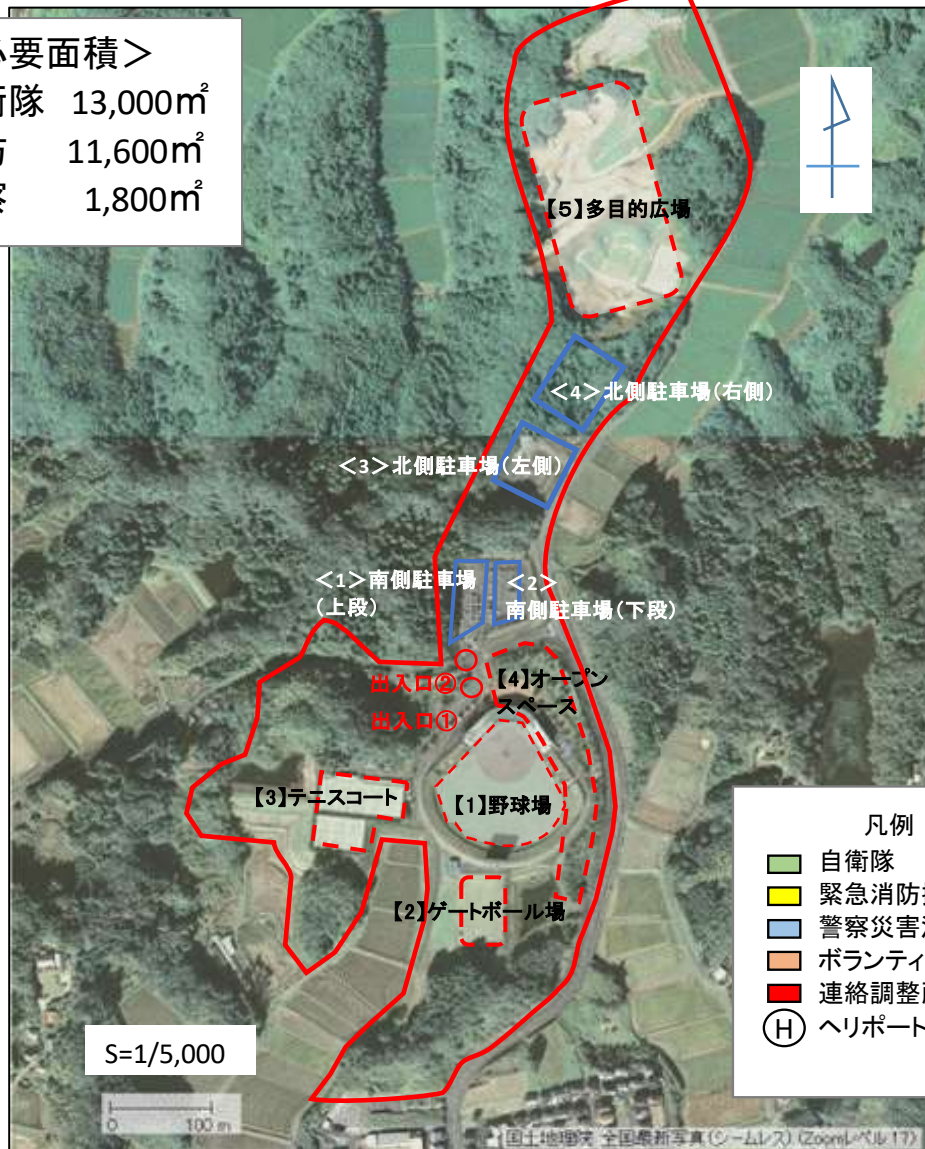 要面積＞
衛隊 13,000㎡
11,600㎡
1,800㎡
【5】多目的広場
＜4＞北側駐車場（右側）
＜3＞北側駐車場（左側）
＜1＞南側駐車場
（上段）
＜2＞
南側駐車場（下段）
出入口②
出入口①
【4】オープン
スペース
【3】テニスコート
【1】野球場
【2】ゲートボール場
凡例
自衛隊
緊急消防
警察災害
ボランティ
連絡調整
H ヘリポート
S=1/5,000
0 100 m
国土地理院 全国最新写真(シームレス) (Zoomレベル 17)